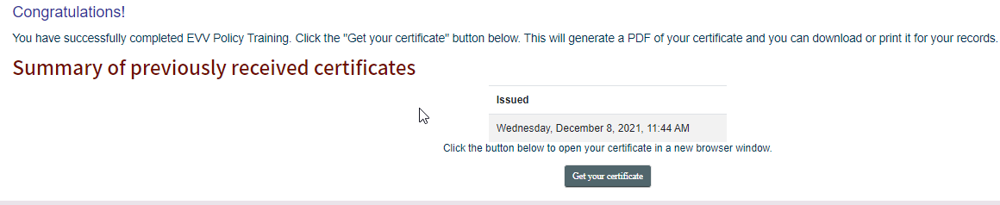 Congratulations!
You have successfully completed EVV Policy Training. Click the "Get your certificate" button below. This will generate a PDF of your certificate and you can download or print it for your records.
Summary of previously received certificates
Issued
Wednesday, December 8, 2021, 11:44 AM
Click the button below to open your certificate in a new browser window.
Get your certificate